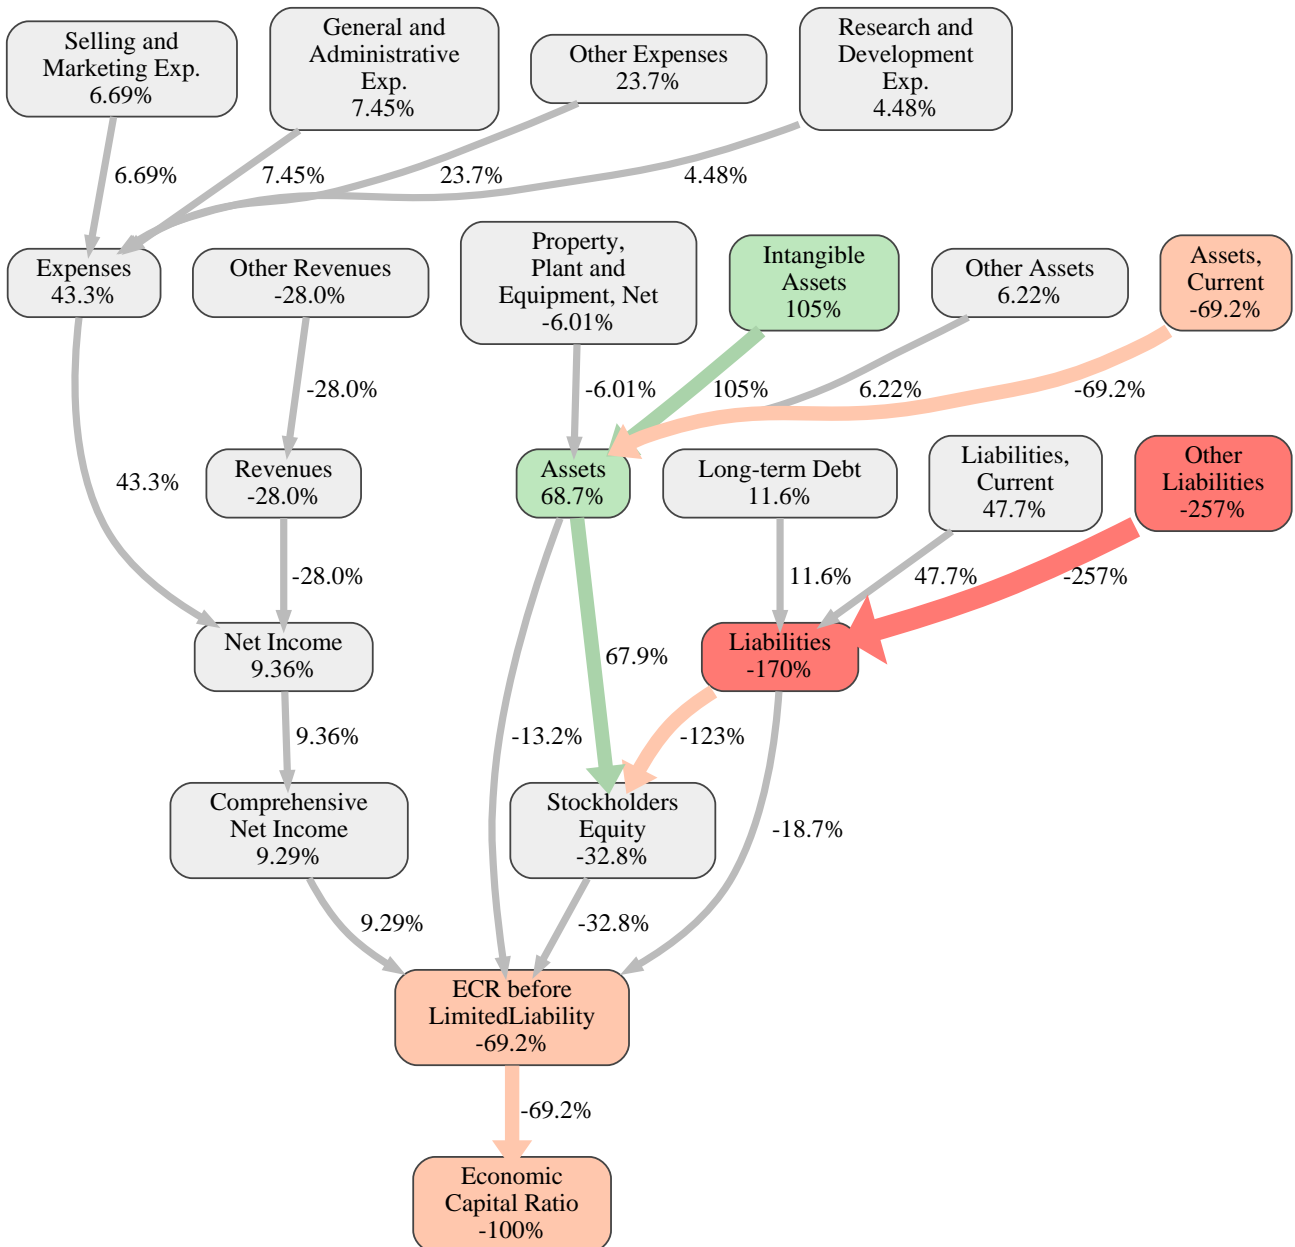 Selling and
Marketing Exp.
6.69%
General and
Administrative
Exp.
7.45%
Other Expenses
23.7%
Research and
Development
Exp.
4.48%
6.69%
7.45%
23.7%
4.48%
Expenses
43.3%
Other Revenues
-28.0%
Property,
Plant and
Equipment, Net
-6.01%
Intangible
Assets
105%
Other Assets
6.22%
Assets,
Current
-69.2%
-28.0%
-6.01%
105%
6.22%
-69.2%
43.3%
Revenues
-28.0%
Assets
68.7%
Long-term Debt
11.6%
Liabilities,
Current
47.7%
Other
Liabilities
-257%
-28.0%
11.6%
47.7%
-257%
Net Income
9.36%
67.9%
Liabilities
-170%
9.36%
-13.2%
-123%
Comprehensive
Net Income
9.29%
Stockholders
Equity
-32.8%
-18.7%
9.29%
-32.8%
ECR before
LimitedLiability
-69.2%
-69.2%
Economic
Capital Ratio
-100%